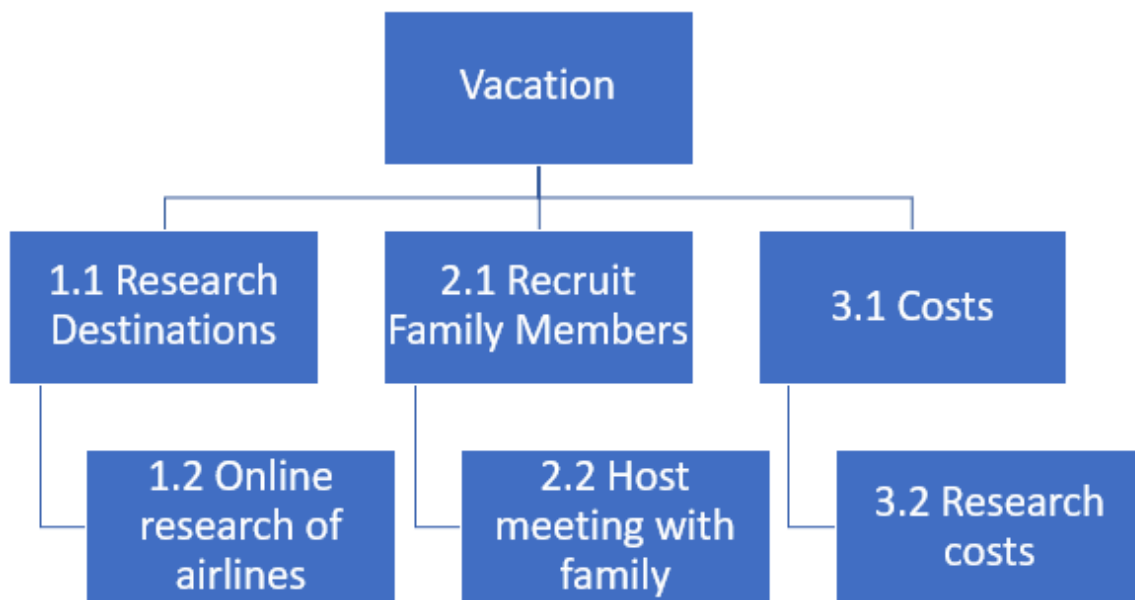 Vacation
1.1 Research
Destinations
2.1 Recruit
Family Members
3.1 Costs
1.2 Online
research of
airlines
2.2 Host
meeting with
family
3.2 Research
costs